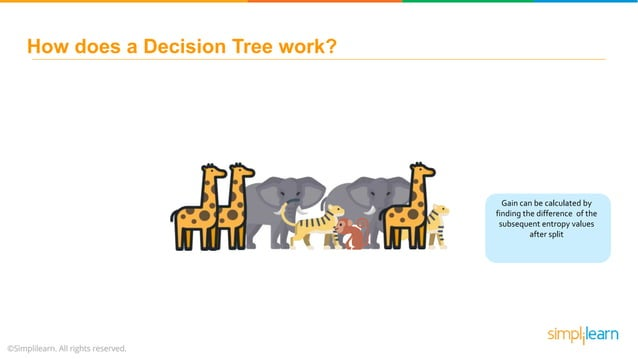 How does a Decision Tree work?
Gain can be calculated by
finding the difference of the
subsequent entropy values
after split
simplilearn
©Simplilearn. All rights reserved.